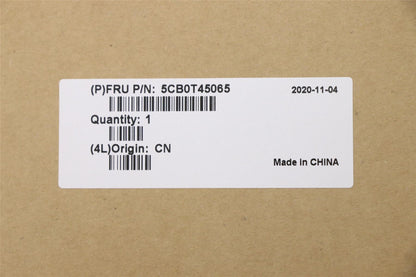 (P)FRU P/N: 5CB0T45065 2020-11-04
Quantity: 1
(4L)Origin: CN
Made in CHINA